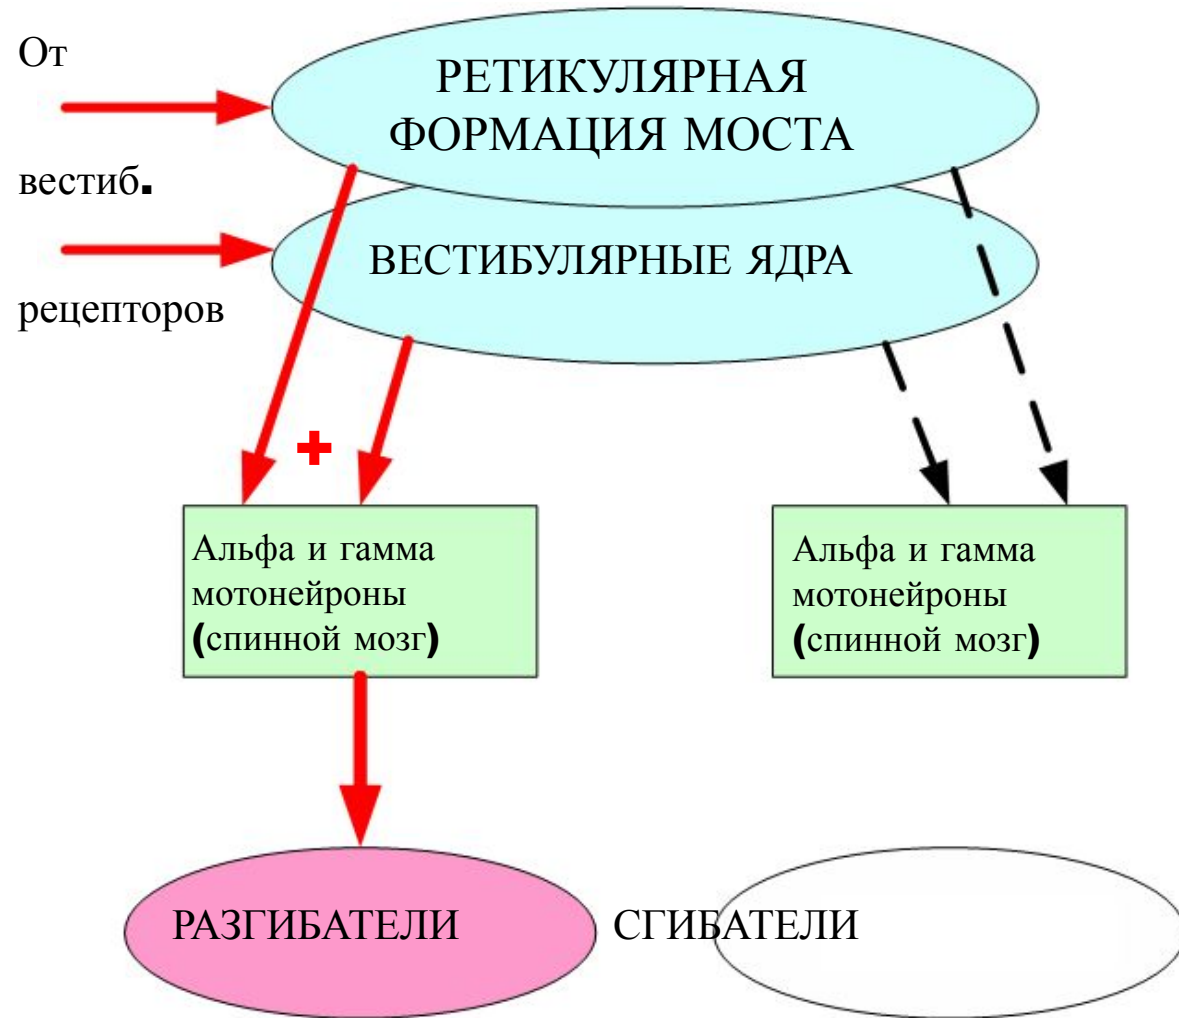 От
вестиб.
рецепторов
РЕТИКУЛЯРНАЯ
ФОРМАЦИЯ МОСТА
ВЕСТИБУЛЯРНЫЕ ЯДРА
+
Альфа и гамма
мотонейроны
(спинной мозг)
Альфа и гамма
мотонейроны
(спинной мозг)
РАЗГИБАТЕЛИ
СГИБАТЕЛИ